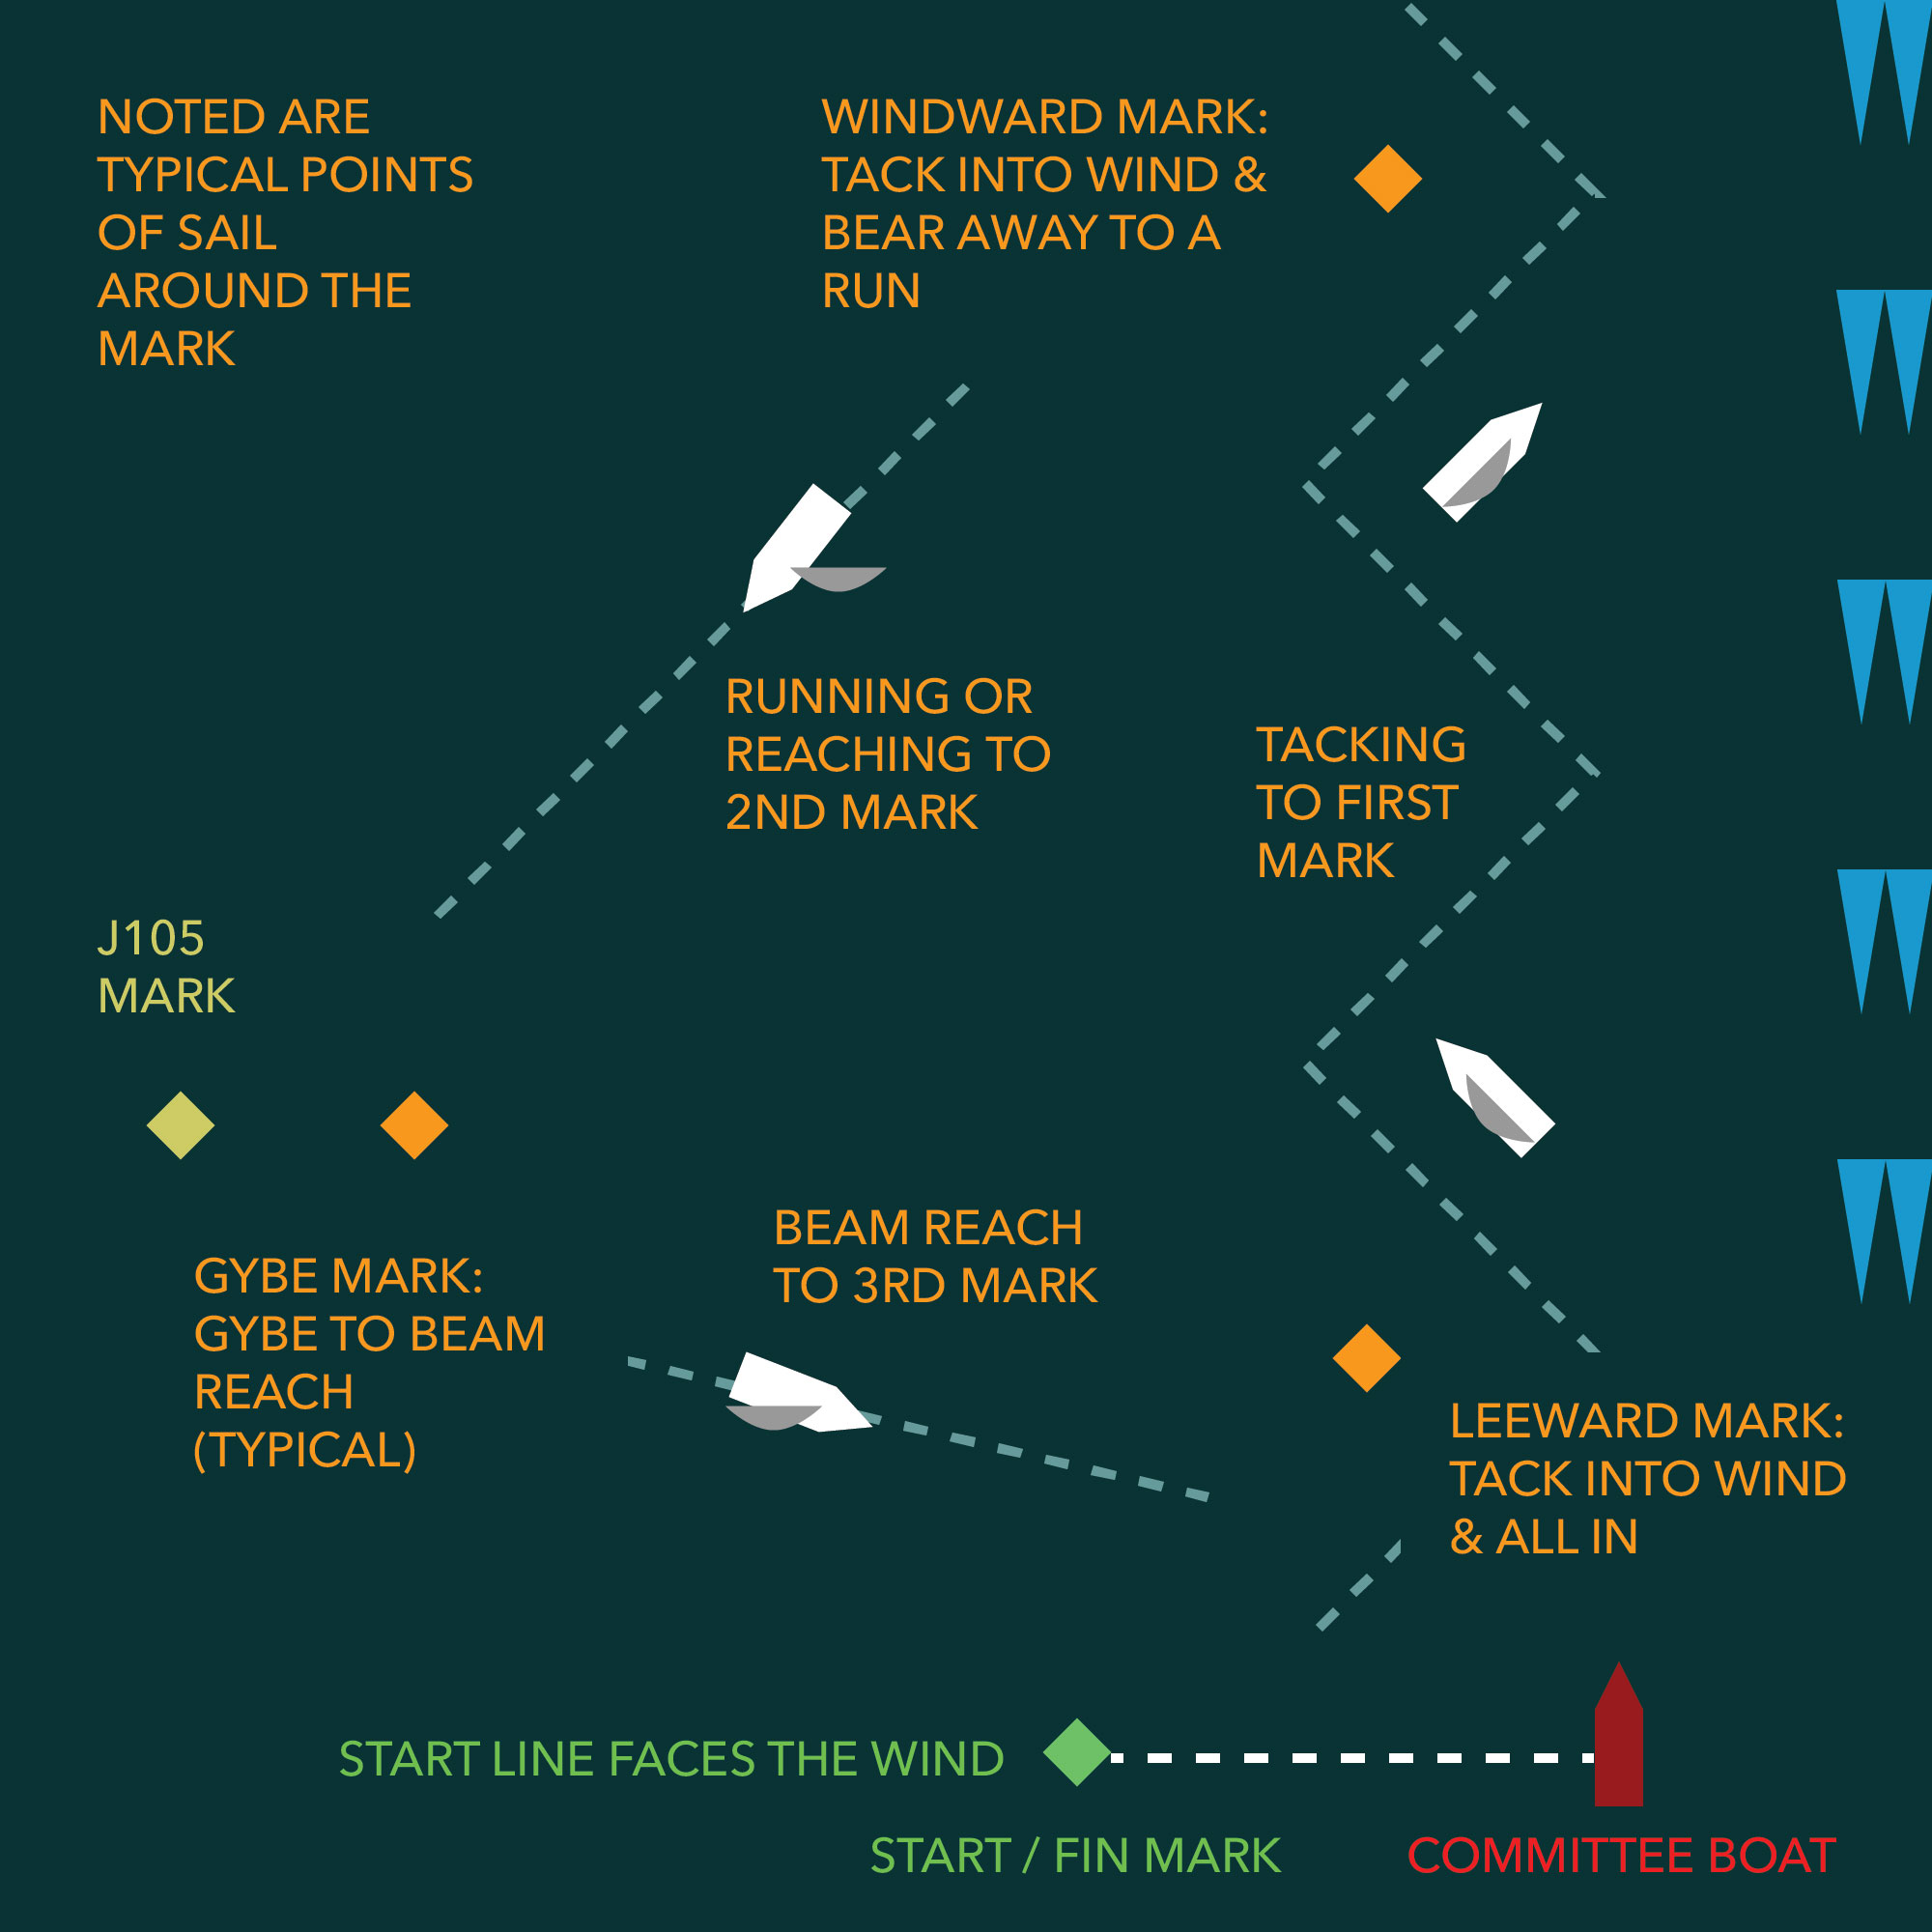 NOTED ARE
TYPICAL POINTS
OF SAIL
AROUND THE
MARK
WINDWARD MARK:
TACK INTO WIND &
BEAR AWAY TO A
RUN
RUNNING OR
REACHING TO
2ND MARK
TACKING
TO FIRST
MARK
J105
MARK
BEAM REACH
TO 3RD MARK
GYBE MARK:
GYBE TO BEAM
REACH
(TYPICAL)
LEEWARD MARK:
TACK INTO WIND
& ALL IN
START LINE FACES THE WIND
START / FIN MARK
COMMITTEE BOAT